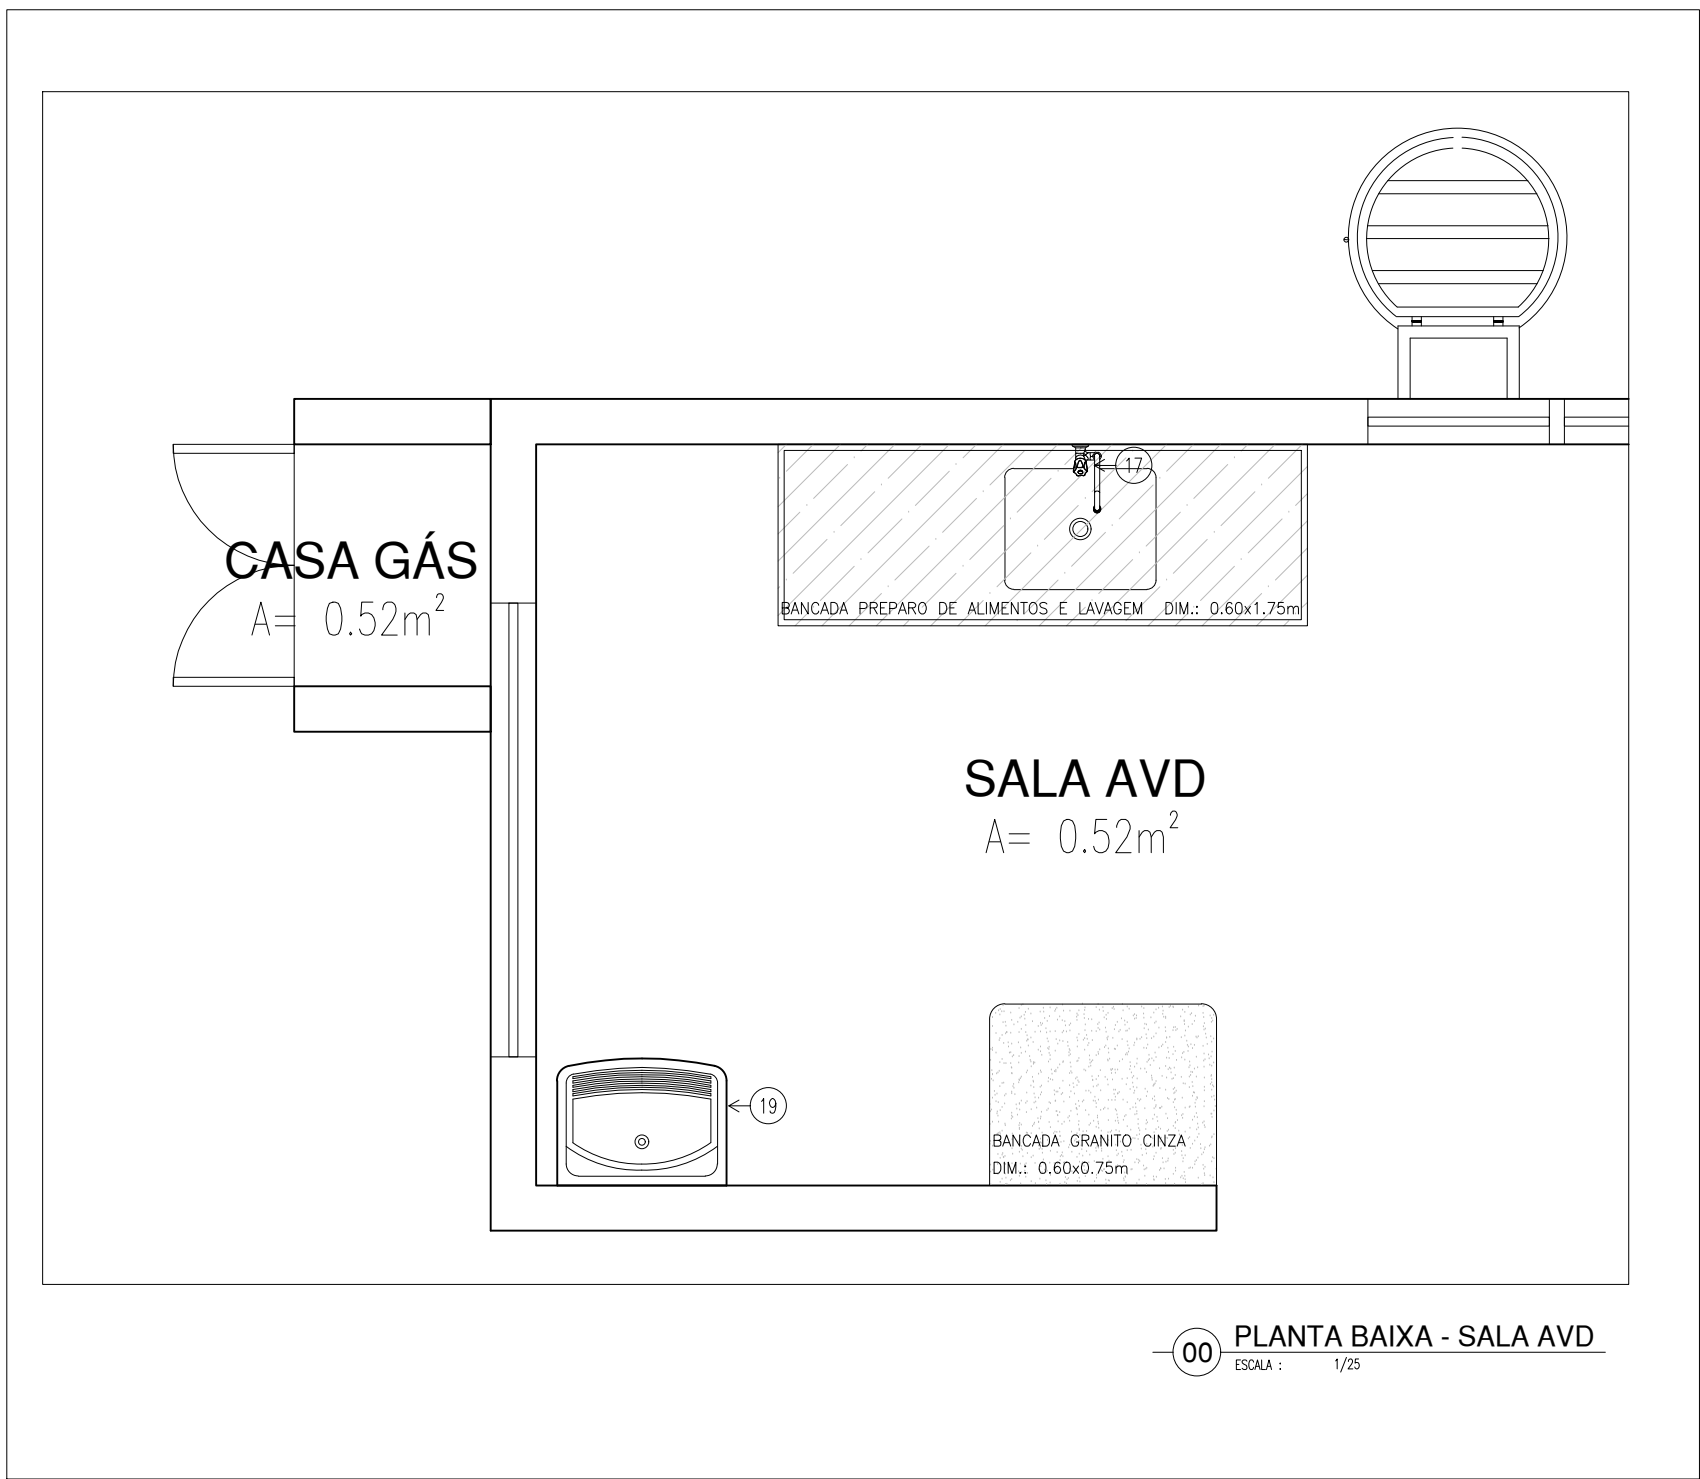 17
CASA GÁS
A= 0.52m²
BANCADA PREPARO DE ALIMENTOS E LAVAGEM DIM.: 0.60x1.75m
SALA AVD
A= 0.52m²
19
BANCADA GRANITO CINZA
DIM.: 0.60x0.75m
00 PLANTA BAIXA - SALA AVD
ESCALA : 1/25